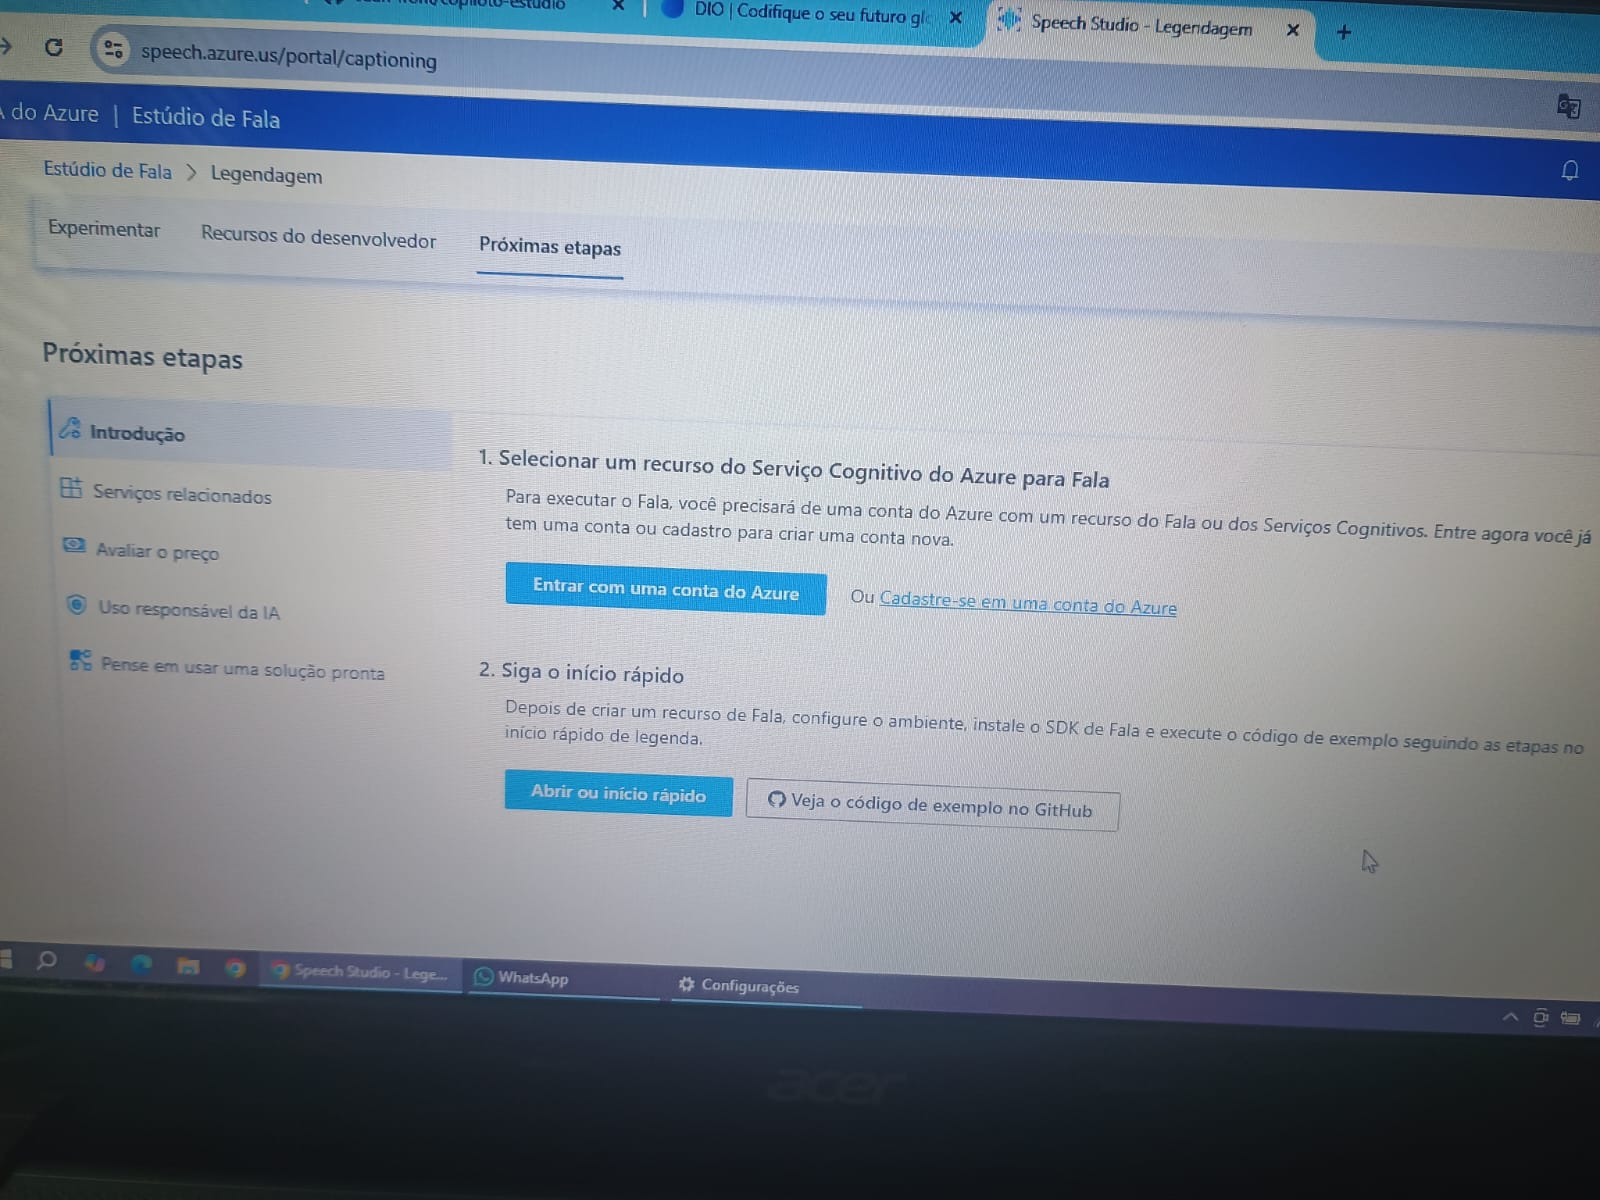 DIO | Codifique o seu futuro gl
Speech Studio - Legendagem
speech.azure.us/portal/captioning
do Azure | Estúdio de Fala
Estúdio de Fala > Legendagem
Experimentar Recursos do desenvolvedor Próximas etapas
Próximas etapas
Introdução
Serviços relacionados
Avaliar o preço
Uso responsável da IA
Pense em usar uma solução pronta
1. Selecionar um recurso do Serviço Cognitivo do Azure para Fala
Para executar o Fala, você precisará de uma conta do Azure com um recurso do Fala ou dos Serviços Cognitivos. Entre agora você já
tem uma conta ou cadastro para criar uma conta nova.
Entrar com uma conta do Azure Ou Cadastre-se em uma conta do Azure
2. Siga o início rápido
Depois de criar um recurso de Fala, configure o ambiente, instale o SDK de Fala e execute o código de exemplo seguindo as etapas no
início rápido de legenda.
Abrir ou início rápido Veja o código de exemplo no GitHub
Speech Studio - Lege... WhatsApp Configurações
acer